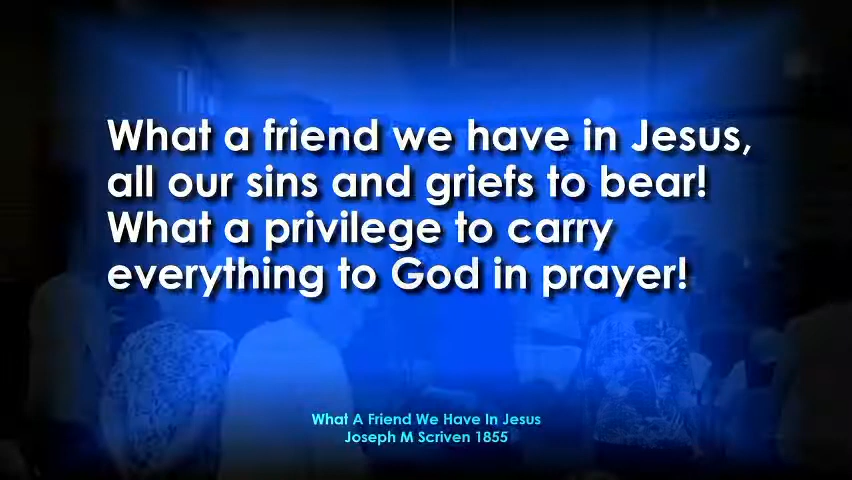 What a friend we have in Jesus,
all our sins and griefs to bear!
What a privilege to carry
everything to God in prayer!
What A Friend We Have In Jesus
Joseph M Scriven 1855